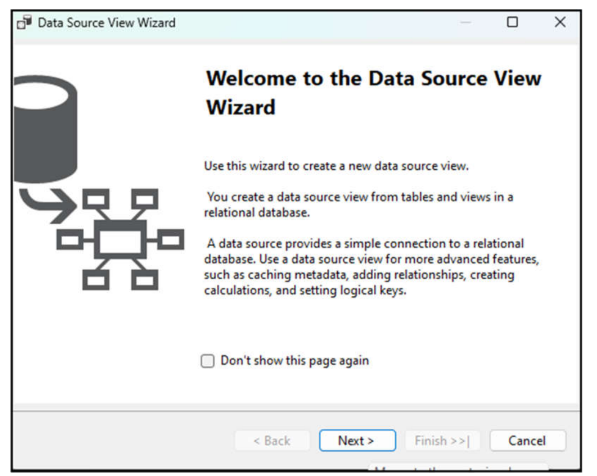 Data Source View Wizard
Welcome to the Data Source View
Wizard
Use this wizard to create a new data source view.
You create a data source view from tables and views in a
relational database.
A data source provides a simple connection to a relational
database. Use a data source view for more advanced features,
such as caching metadata, adding relationships, creating
calculations, and setting logical keys.
Don't show this page again
< Back Next > Finish >>| Cancel